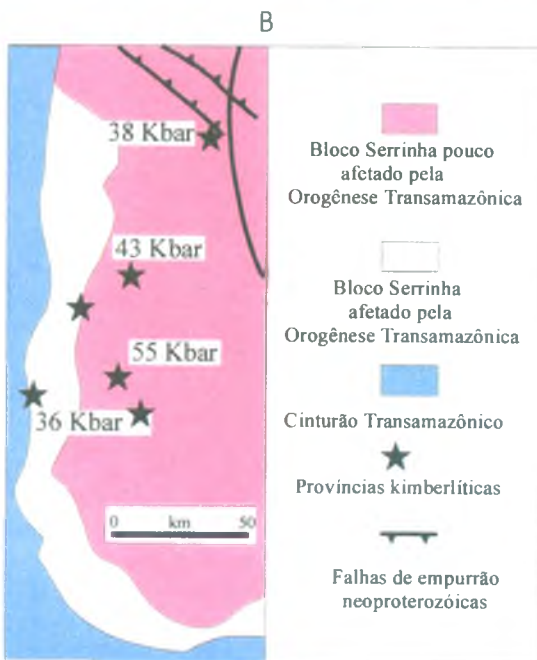 B
38 Kbar
43 Kbar
55 Kbar
36 Kbar
0 km 50
Bloco Serrinha pouco
afetado pela
Orogênese Transamazônica
Bloco Serrinha
afetado pela
Orogênese Transamazônica
Cinturão Transamazônico
Províncias kimberlíticas
Falhas de empurrão
neoproterozóicas